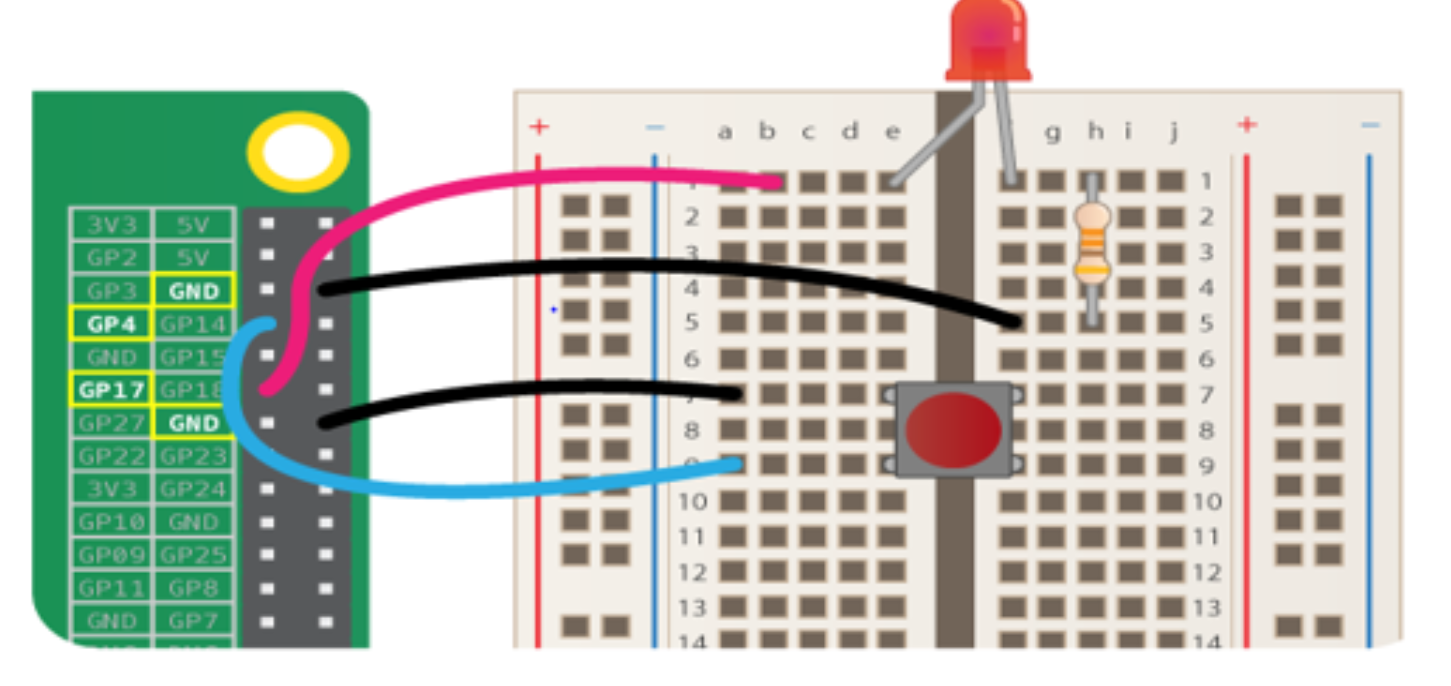 + − a b c d e g h i j + −
3V3 5V
GP2 5V
GP3 GND
GP4 GP14
GND GP15
GP17 GP18
GP27 GND
GP22 GP23
3V3 GP24
GP10 GND
GP09 GP25
GP11 GP8
GND GP7
1 1
2 2
3 3
4 4
5 5
6 6
7 7
8 8
9 9
10 10
11 11
12 12
13 13
14 14